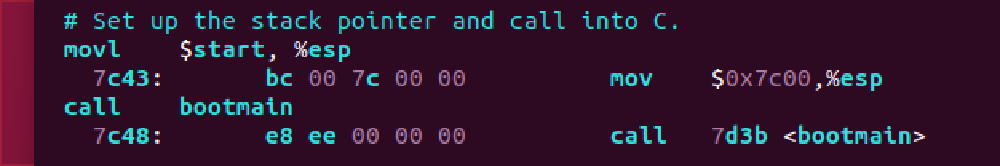 # Set up the stack pointer and call into C.
movl    $start, %esp
  7c43:       bc 00 7c 00 00          mov    $0x7c00,%esp
call    bootmain
  7c48:       e8 ee 00 00 00          call   7d3b <bootmain>